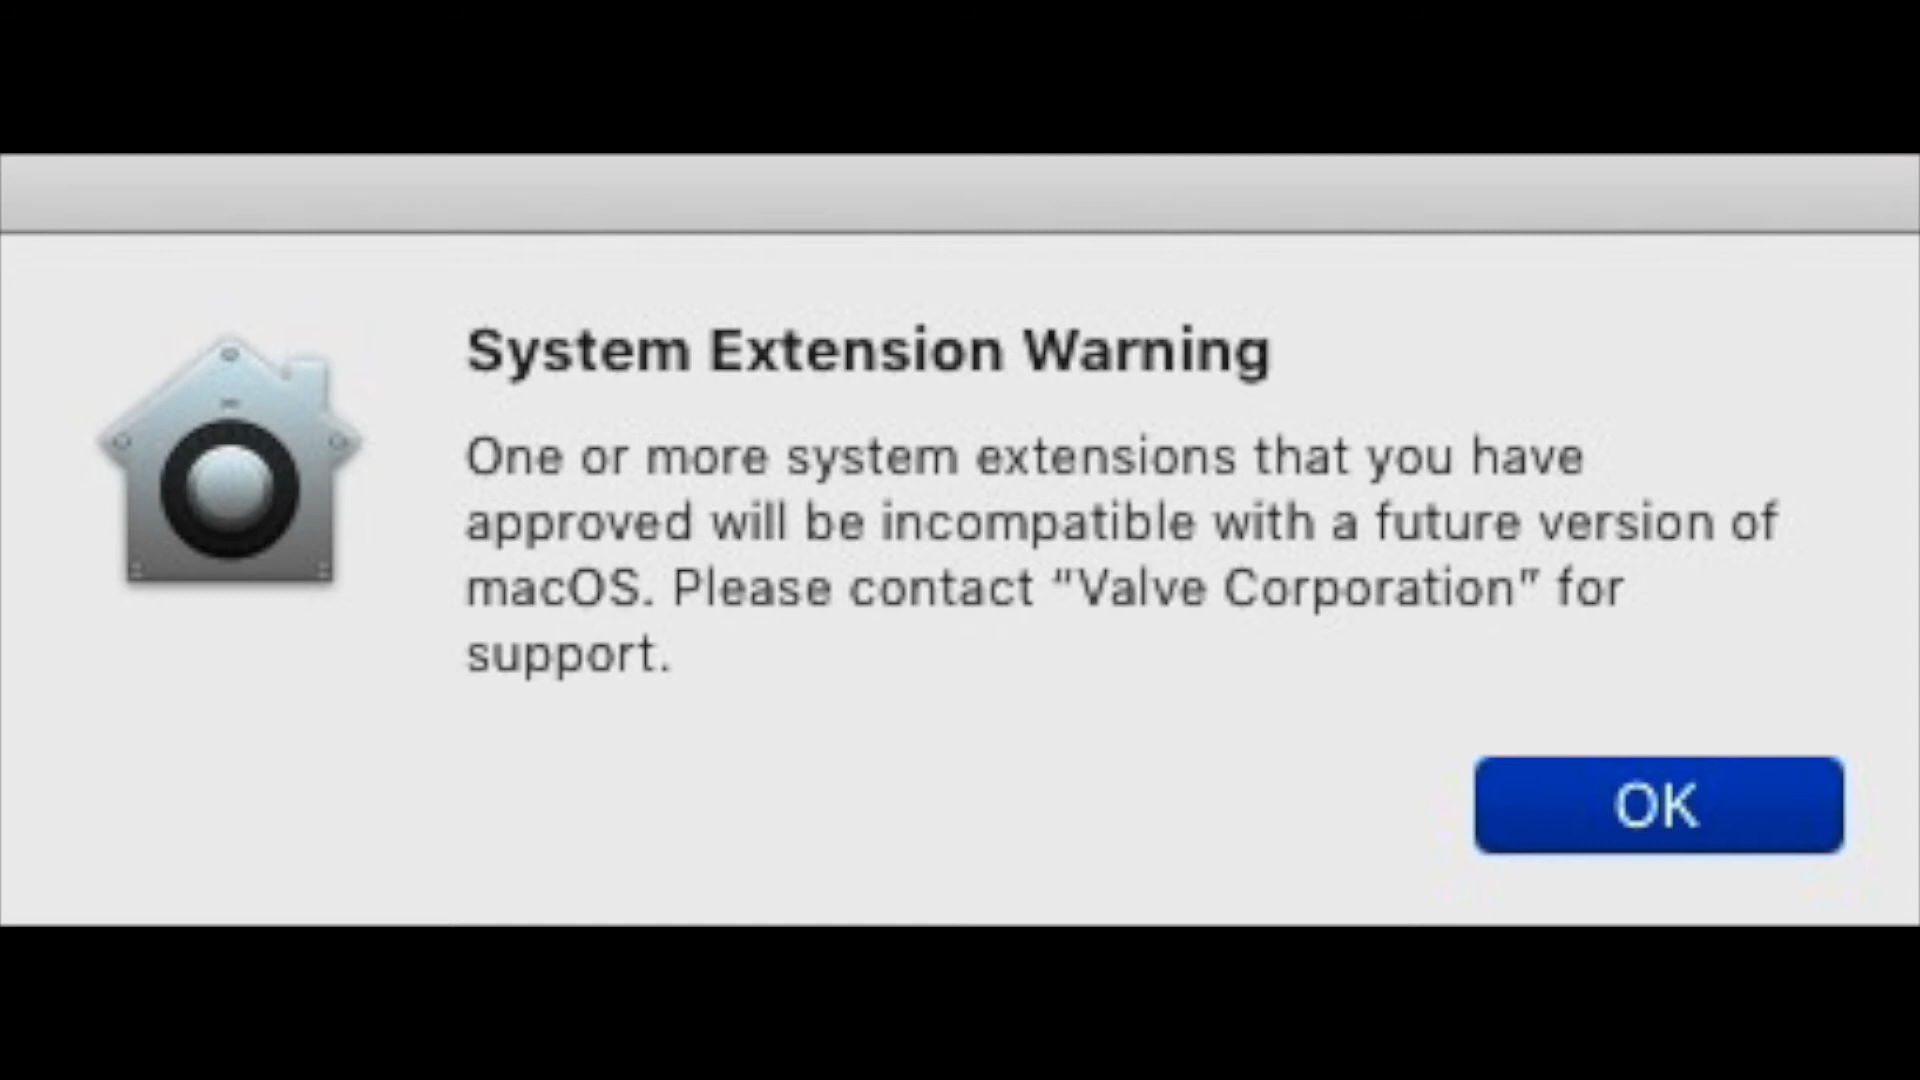 System Extension Warning
One or more system extensions that you have
approved will be incompatible with a future version of
macOS. Please contact “Valve Corporation” for
support.
OK